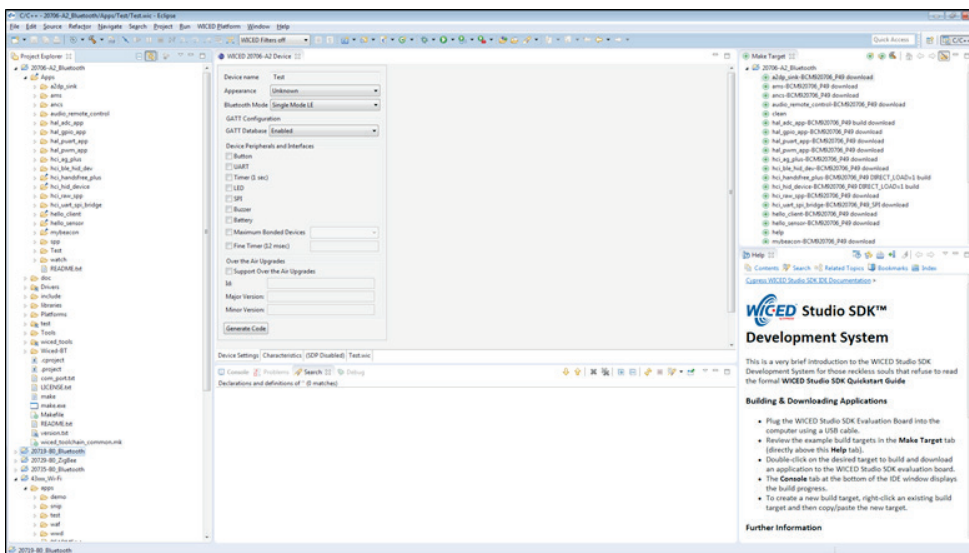 C/C++ - 20706-A2_Bluetooth/Apps/Test/Test.wic - Eclipse
File Edit Source Refactor Navigate Search Project Run WICED Platform Window Help
WICED Filters off
Quick Access
C/C++
Project Explorer
20706-A2_Bluetooth
Apps
a2dp_sink
ams
ancs
audio_remote_control
hal_adc_app
hal_gpio_app
hal_puart_app
hal_pwm_app
hci_ag_plus
hci_ble_hid_dev
hci_handsfree_plus
hci_hid_device
hci_raw_spp
hci_uart_spi_bridge
hello_client
hello_sensor
mybeacon
spp
Test
watch
README.txt
doc
Drivers
include
libraries
Platforms
test
Tools
wiced_tools
Wiced-BT
.cproject
.project
com_port.txt
LICENSE.txt
make
make.exe
Makefile
README.txt
version.txt
wiced_toolchain_common.mk
20719-B0_Bluetooth
20729-B0_ZigBee
20735-B0_Bluetooth
43xxx_Wi-Fi
apps
demo
snip
test
waf
wwd
20719-B0_Bluetooth
WICED 20706-A2 Device
Device name Test
Appearance Unknown
Bluetooth Mode Single Mode LE
GATT Configuration
GATT Database Enabled
Device Peripherals and Interfaces
Button
UART
Timer (1 sec)
LED
SPI
Buzzer
Battery
Maximum Bonded Devices
Fine Timer (12 msec)
Over the Air Upgrades
Support Over the Air Upgrades
Id:
Major Version:
Minor Version:
Generate Code
Device Settings Characteristics (SDP Disabled) Test.wic
Console Problems Search Debug
Declarations and definitions of '' (0 matches)
Make Target
20706-A2_Bluetooth
a2dp_sink-BCM920706_P49 download
ams-BCM920706_P49 download
ancs-BCM920706_P49 download
audio_remote_control-BCM920706_P49 download
clean
hal_adc_app-BCM920706_P49 build download
hal_gpio_app-BCM920706_P49 download
hal_puart_app-BCM920706_P49 download
hal_pwm_app-BCM920706_P49 download
hci_ag_plus-BCM920706_P49 download
hci_ble_hid_dev-BCM920706_P49 download
hci_handsfree_plus-BCM920706_P49 DIRECT_LOAD=1 build
hci_hid_device-BCM920706_P49 DIRECT_LOAD=1 build
hci_raw_spp-BCM920706_P49 download
hci_uart_spi_bridge-BCM920706_P49_SPI download
hello_client-BCM920706_P49 download
hello_sensor-BCM920706_P49 download
help
mybeacon-BCM920706_P49 download
Help
Contents Search Related Topics Bookmarks Index
Cypress WICED Studio SDK IDE Documentation >
WICED Studio SDK™
Development System
This is a very brief introduction to the WICED Studio SDK
Development System for those reckless souls that refuse to read
the formal WICED Studio SDK Quickstart Guide
Building & Downloading Applications
• Plug the WICED Studio SDK Evaluation Board into the
computer using a USB cable.
• Review the example build targets in the Make Target tab
(directly above this Help tab).
• Double-click on the desired target to build and download
an application to the WICED Studio SDK evaluation board.
• The Console tab at the bottom of the IDE window displays
the build progress.
• To create a new build target, right-click an existing build
target and then copy/paste the new target.
Further Information